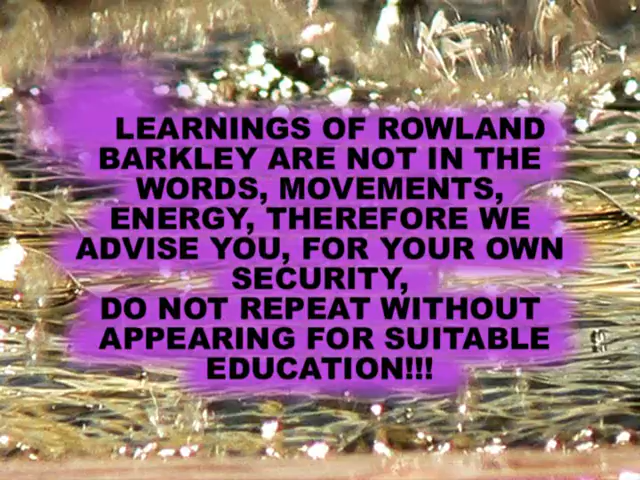 LEARNINGS OF ROWLAND
BARKLEY ARE NOT IN THE
WORDS, MOVEMENTS,
ENERGY, THEREFORE WE
ADVISE YOU, FOR YOUR OWN
SECURITY,
DO NOT REPEAT WITHOUT
APPEARING FOR SUITABLE
EDUCATION!!!